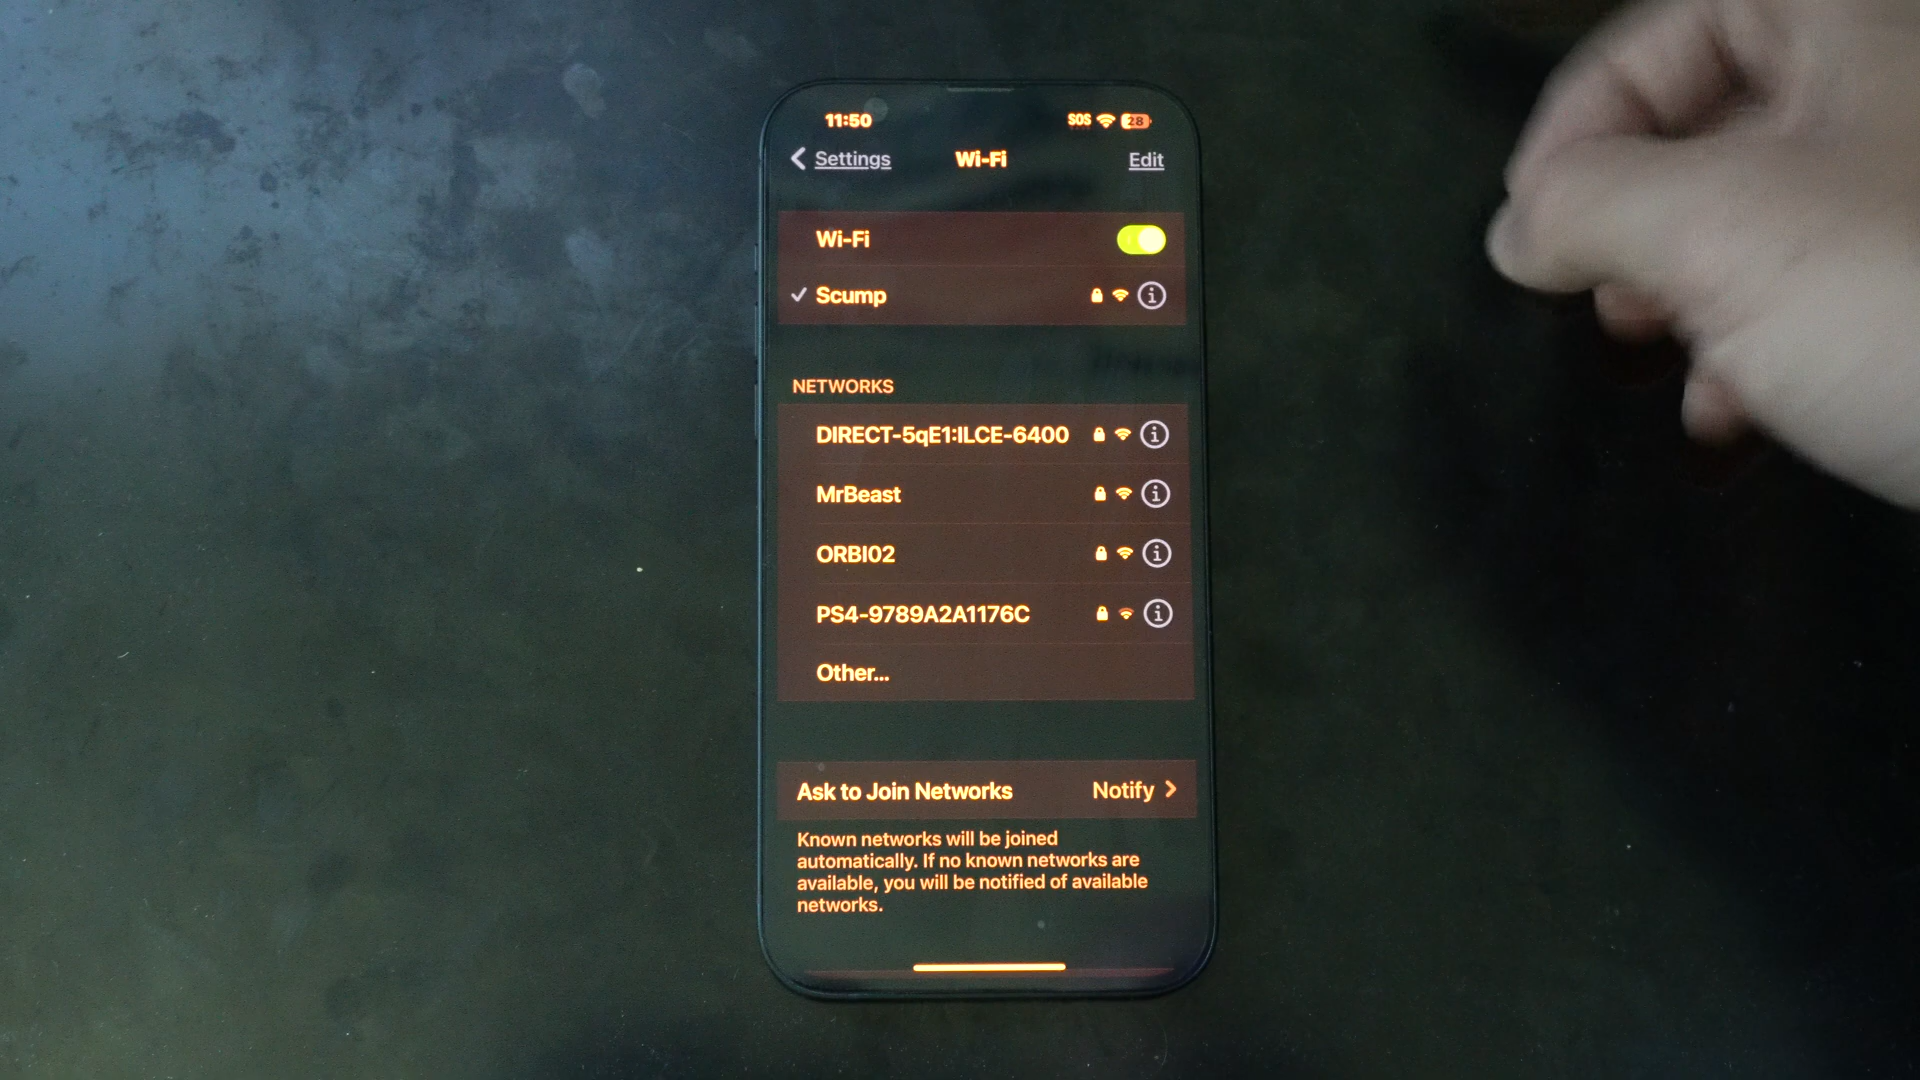 11:50 SOS 28
Settings Wi-Fi Edit
Wi-Fi
Scump
NETWORKS
DIRECT-5qE1:ILCE-6400
MrBeast
ORBI02
PS4-9789A2A1176C
Other...
Ask to Join Networks Notify
Known networks will be joined
automatically. If no known networks are
available, you will be notified of available
networks.